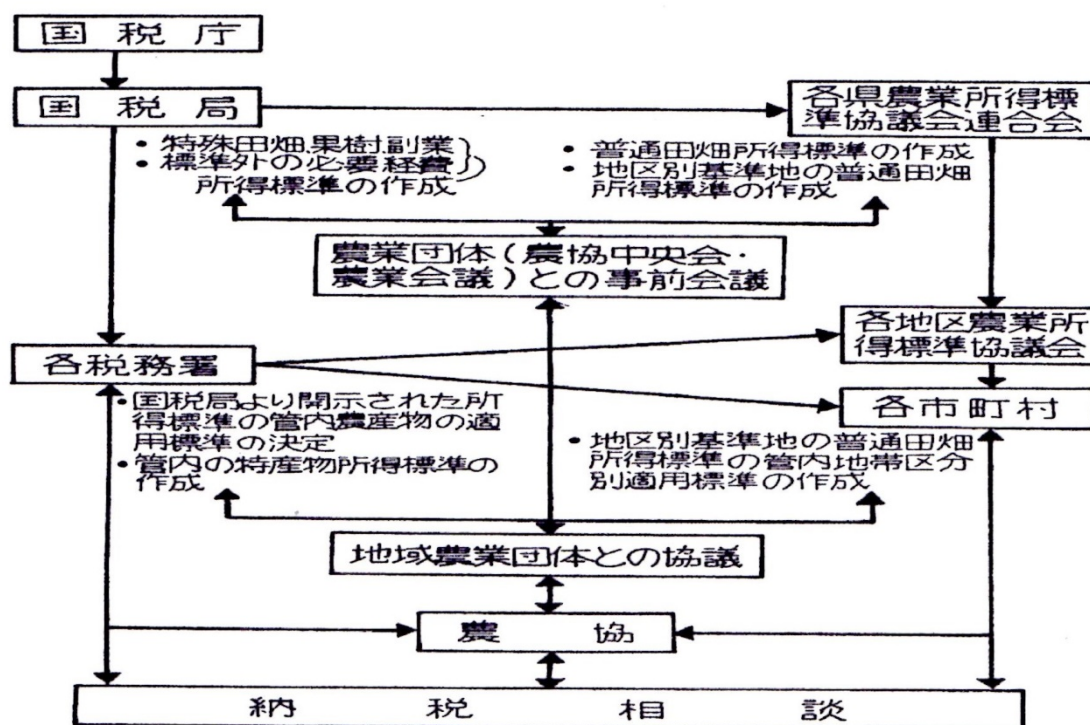 国税庁
国税局
各県農業所得標
準協議会連合会
・特殊田畑、果樹、副業
・標準外の必要経費
所得標準の作成
・普通田畑所得標準の作成
・地区別基準地の普通田畑
所得標準の作成
農業団体(農協中央会・
農業会議)との事前会議
各地区農業所
得標準協議会
各税務署
各市町村
・国税局より開示された所
得標準の管内農産物の適
用標準の決定
・管内の特産物所得標準の
作成
・地区別基準地の普通田畑
所得標準の管内地帯区分
別適用標準の作成
地域農業団体との協議
農協
納税相談